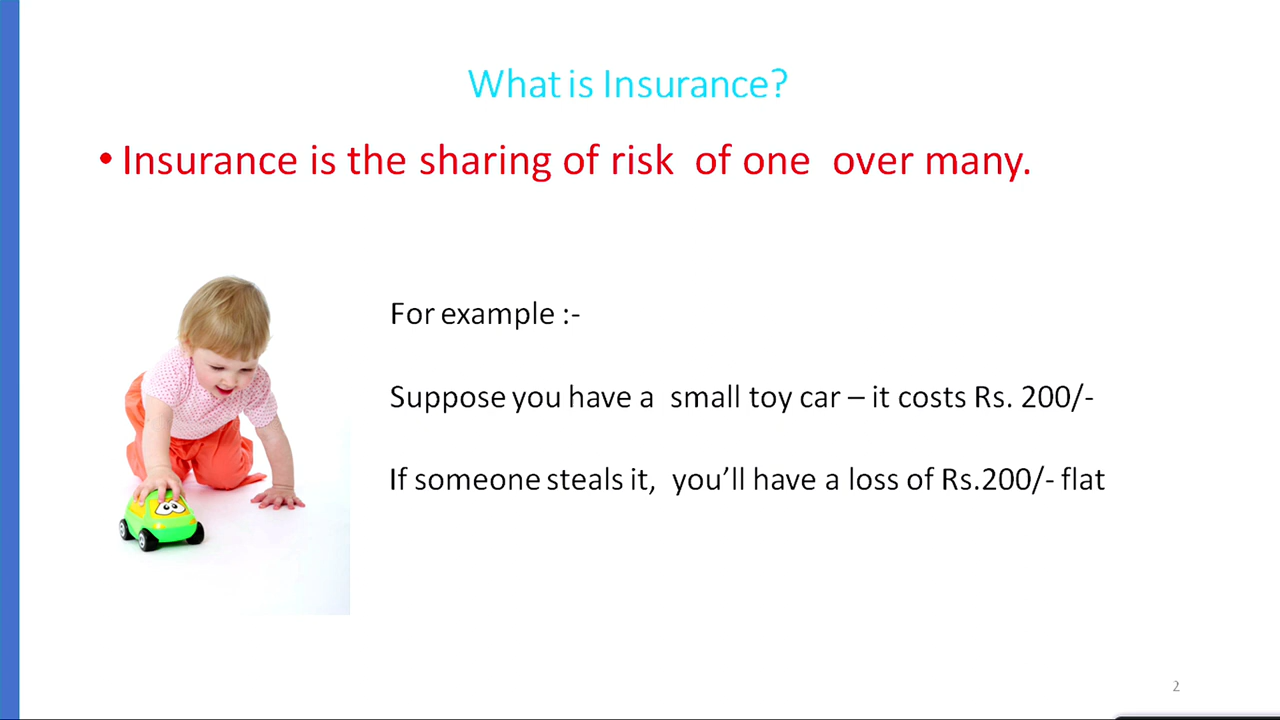 What is Insurance?
• Insurance is the sharing of risk of one over many.
For example :-
Suppose you have a small toy car – it costs Rs. 200/-
If someone steals it, you’ll have a loss of Rs.200/- flat
2